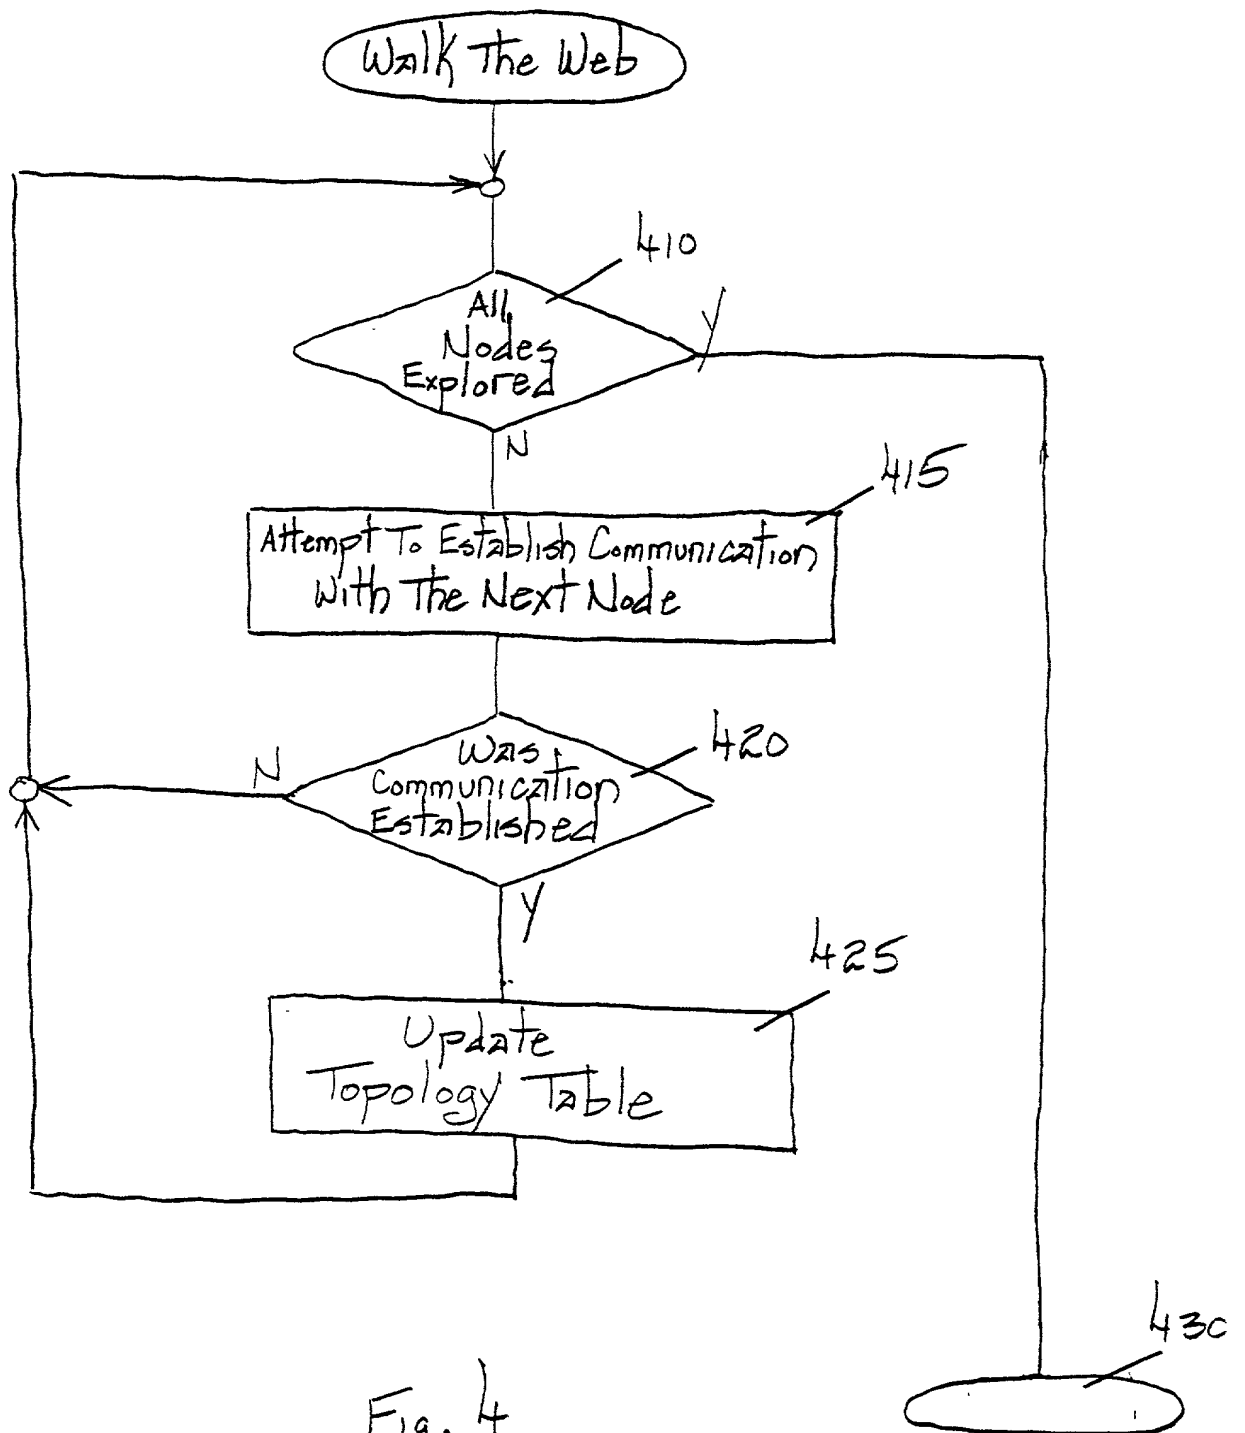 Walk The Web
410
All
Nodes
Explored
Y
N
415
Attempt To Establish Communication
With The Next Node
420
Was
Communication
Established
N
Y
425
Update
Topology Table
430
Fig. 4